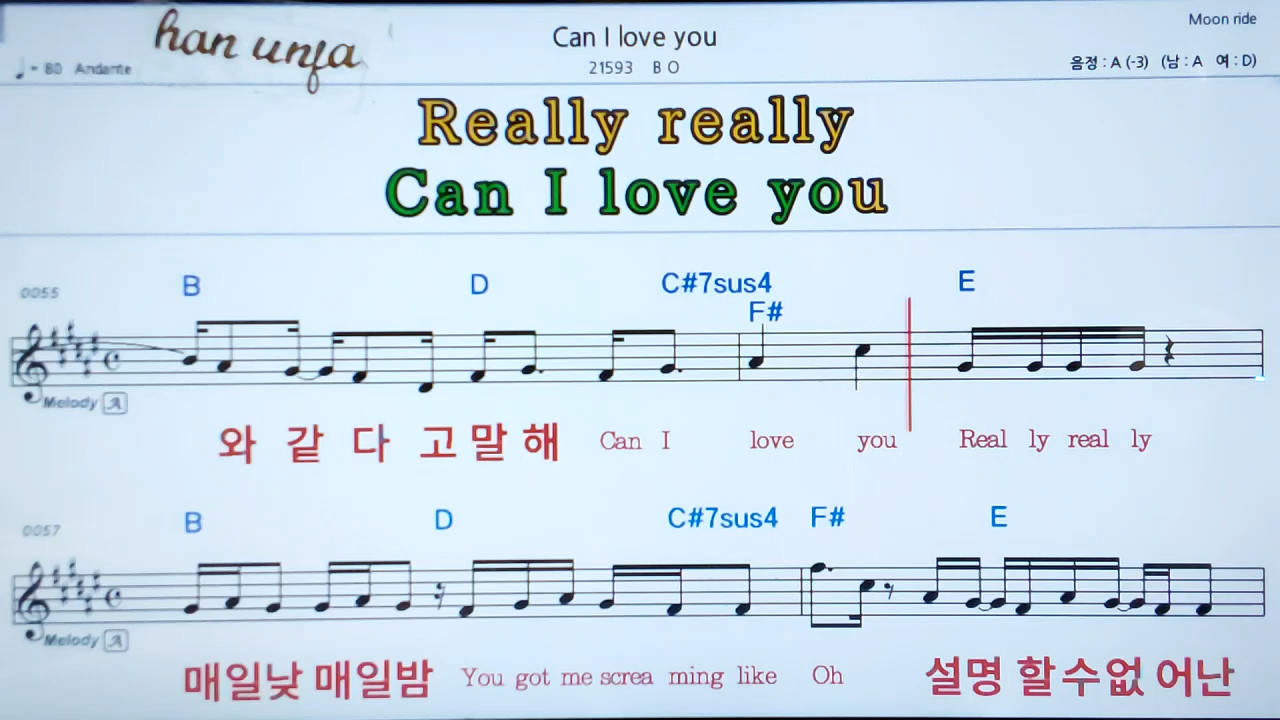 han unfa
Can I love you
Moon ride
♩= 80 Andante
21593 B O
음정 : A (-3) (남 : A 여 : D)
Really really
Can I love you
0055
B D C#7sus4 E
F#
Melody A
와 같 다 고 말 해 Can I love you Real ly real ly
0057
B D C#7sus4 F# E
Melody A
매일낮 매일밤 You got me screa ming like Oh 설명 할 수 없 어난